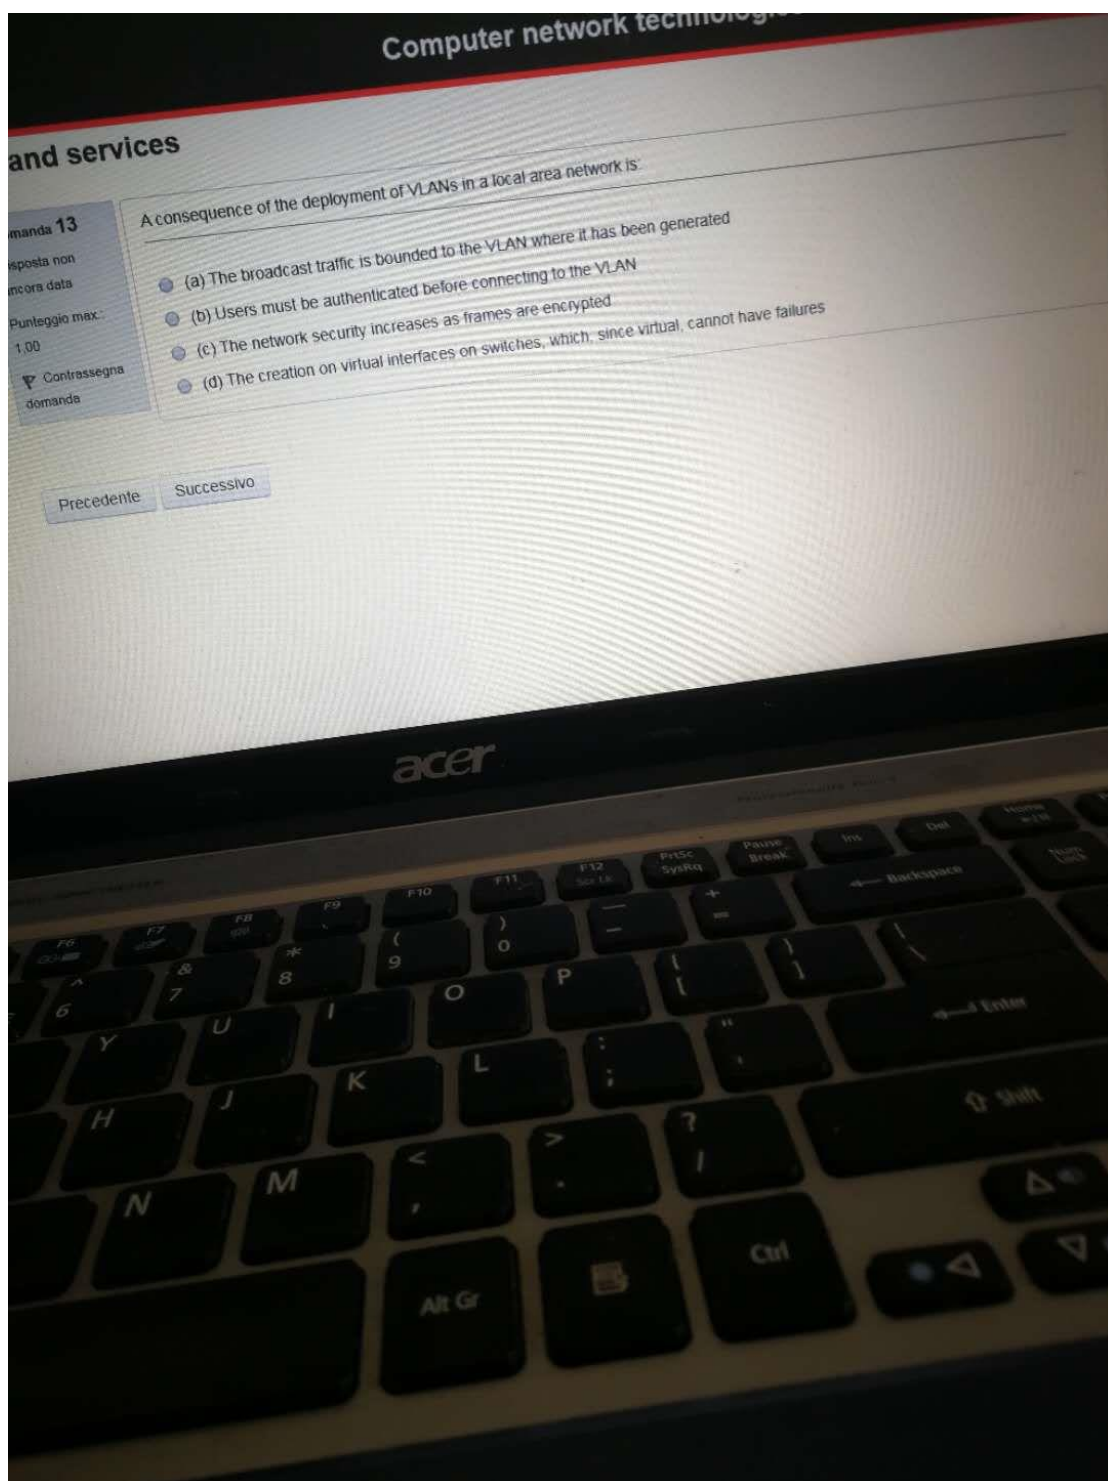 Computer network
and services
manda 13
isposta non
ncora data
Punteggio max.:
1,00
Contrassegna
domanda
A consequence of the deployment of VLANs in a local area network is:
(a) The broadcast traffic is bounded to the VLAN where it has been generated
(b) Users must be authenticated before connecting to the VLAN
(c) The network security increases as frames are encrypted
(d) The creation on virtual interfaces on switches, which, since virtual, cannot have failures
Precedente Successivo
acer
F6 F7 F8 F9 F10 F11 F12 PrtSc Pause Ins Del Home
Scr Lk SysRq Break
Num
Lock
^ & * ( ) — +
6 7 8 9 0 – = Backspace
Y U I O P { [ } ] | \
Enter
H J K L : ; " '
Shift
N M < , > . ? /
Alt Gr Ctrl